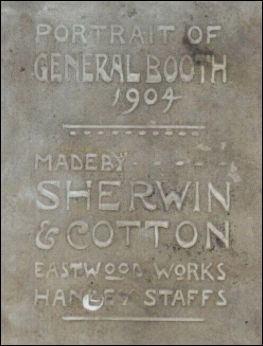 PORTRAIT OF
GENERAL BOOTH
1904
MADE BY
SHERWIN
& COTTON
EASTWOOD WORKS
HANLEY STAFFS